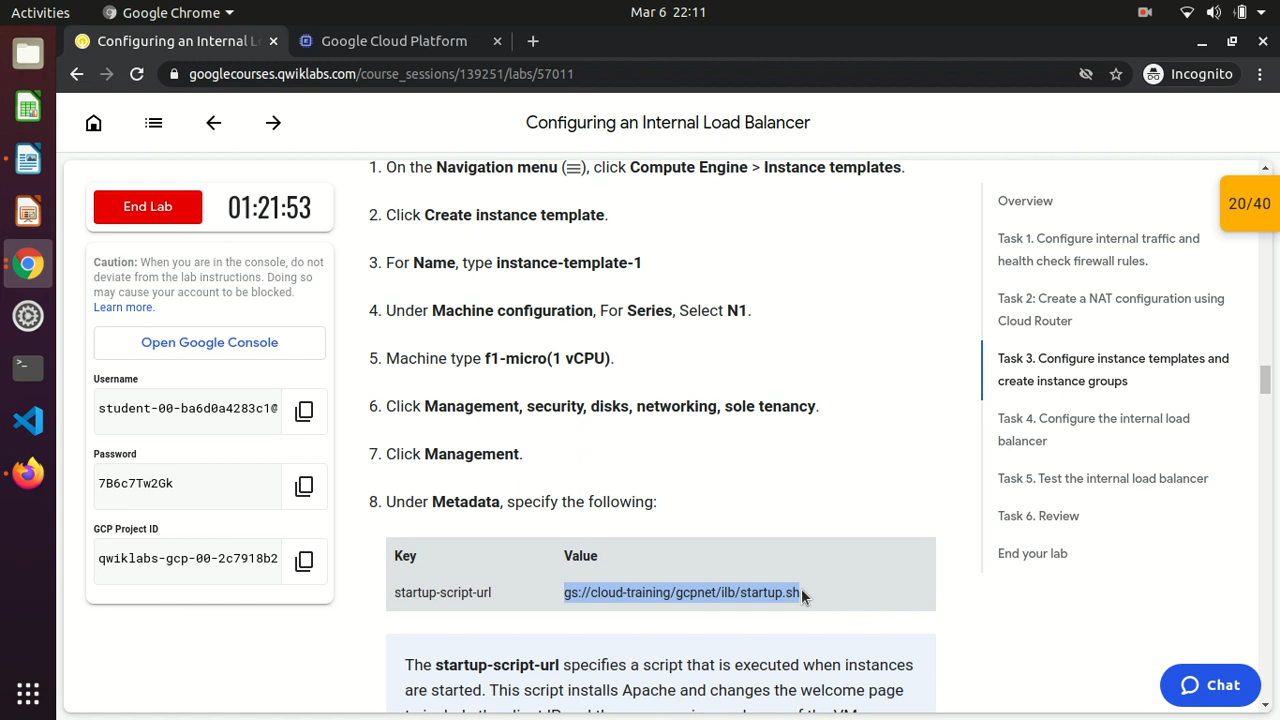 Activities
Google Chrome
Mar 6 22:11
Configuring an Internal L
Google Cloud Platform
googlecourses.qwiklabs.com/course_sessions/139251/labs/57011
Incognito
Configuring an Internal Load Balancer
End Lab
01:21:53
Caution: When you are in the console, do not
deviate from the lab instructions. Doing so
may cause your account to be blocked.
Learn more.
Open Google Console
Username
student-00-ba6d0a4283c1@
Password
7B6c7Tw2Gk
GCP Project ID
qwiklabs-gcp-00-2c7918b2
1. On the Navigation menu (≡), click Compute Engine > Instance templates.
2. Click Create instance template.
3. For Name, type instance-template-1
4. Under Machine configuration, For Series, Select N1.
5. Machine type f1-micro(1 vCPU).
6. Click Management, security, disks, networking, sole tenancy.
7. Click Management.
8. Under Metadata, specify the following:
Key Value
startup-script-url gs://cloud-training/gcpnet/ilb/startup.sh
The startup-script-url specifies a script that is executed when instances
are started. This script installs Apache and changes the welcome page
Overview
Task 1. Configure internal traffic and
health check firewall rules.
Task 2: Create a NAT configuration using
Cloud Router
Task 3. Configure instance templates and
create instance groups
Task 4. Configure the internal load
balancer
Task 5. Test the internal load balancer
Task 6. Review
End your lab
20/40
Chat